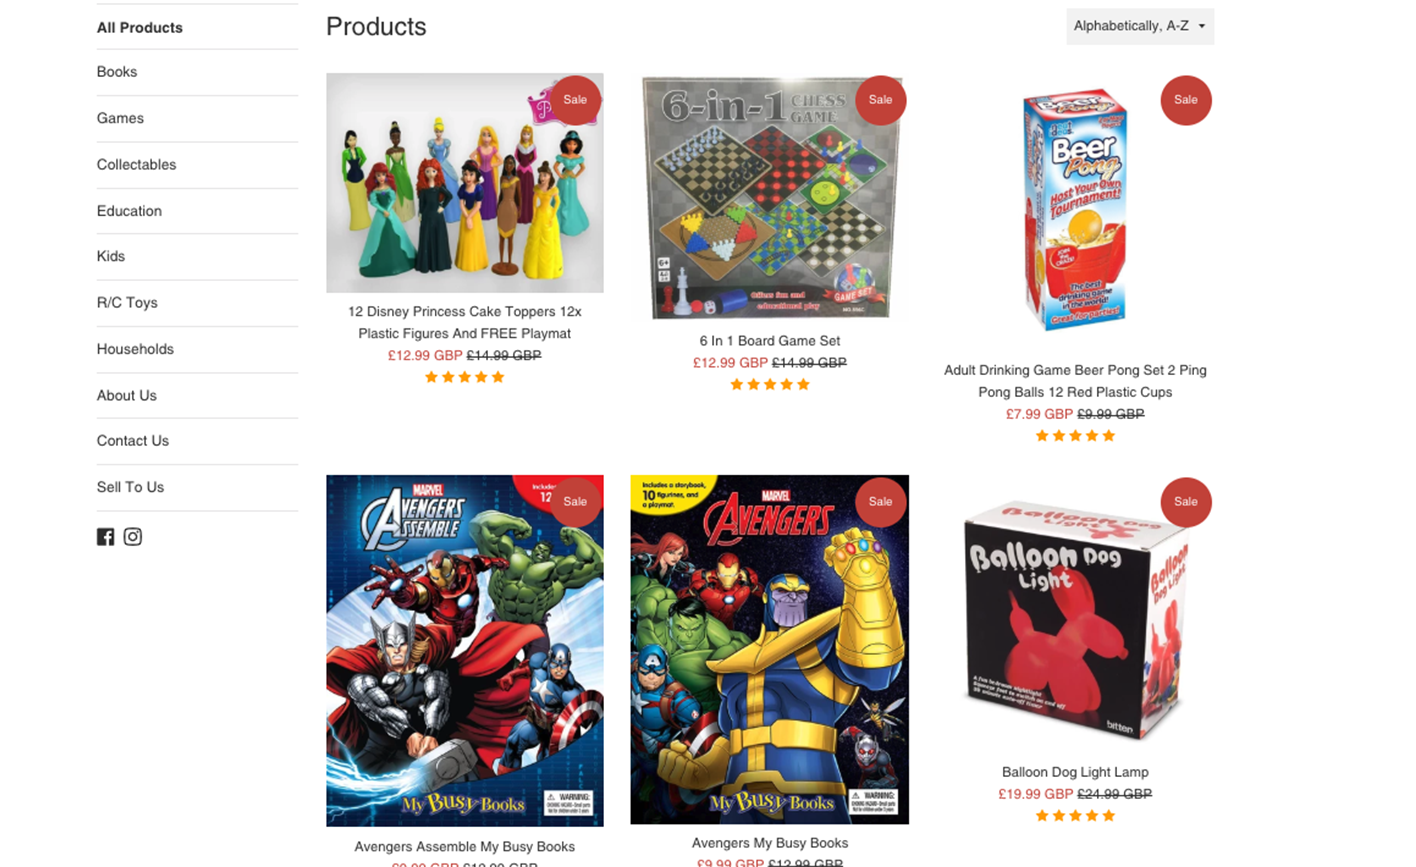 All Products
Books
Games
Collectables
Education
Kids
R/C Toys
Households
About Us
Contact Us
Sell To Us
Products
Alphabetically, A-Z
Sale
12 Disney Princess Cake Toppers 12x
Plastic Figures And FREE Playmat
£12.99 GBP £14.99 GBP
6-in-1 CHESS
GAME
Sale
6+
Offers fun and
educational play
GAME SET
6 In 1 Board Game Set
£12.99 GBP £14.99 GBP
Sale
Beer
Pong
Host Your Own
Tournament!
JOIN
THE
CRAZE!
The best
drinking game
in the world!
Great for parties!
Adult Drinking Game Beer Pong Set 2 Ping
Pong Balls 12 Red Plastic Cups
£7.99 GBP £9.99 GBP
MARVEL
AVENGERS
ASSEMBLE
12
Sale
My Busy Books
WARNING:
Avengers Assemble My Busy Books
Includes a storybook,
10 figurines, and
a playmat.
MARVEL
AVENGERS
Sale
My Busy Books
WARNING:
Avengers My Busy Books
£9.99 GBP £12.99 GBP
Sale
Balloon Dog
Light
Balloon Dog
Light
Balloon
Dog Light
bitten
Balloon Dog Light Lamp
£19.99 GBP £24.99 GBP